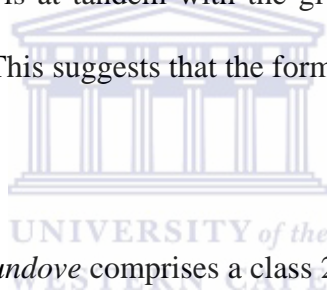 is at tandem with the
This suggests that the form
UNIVERSITY of the
undove comprises a class 2
WESTERN CAPE